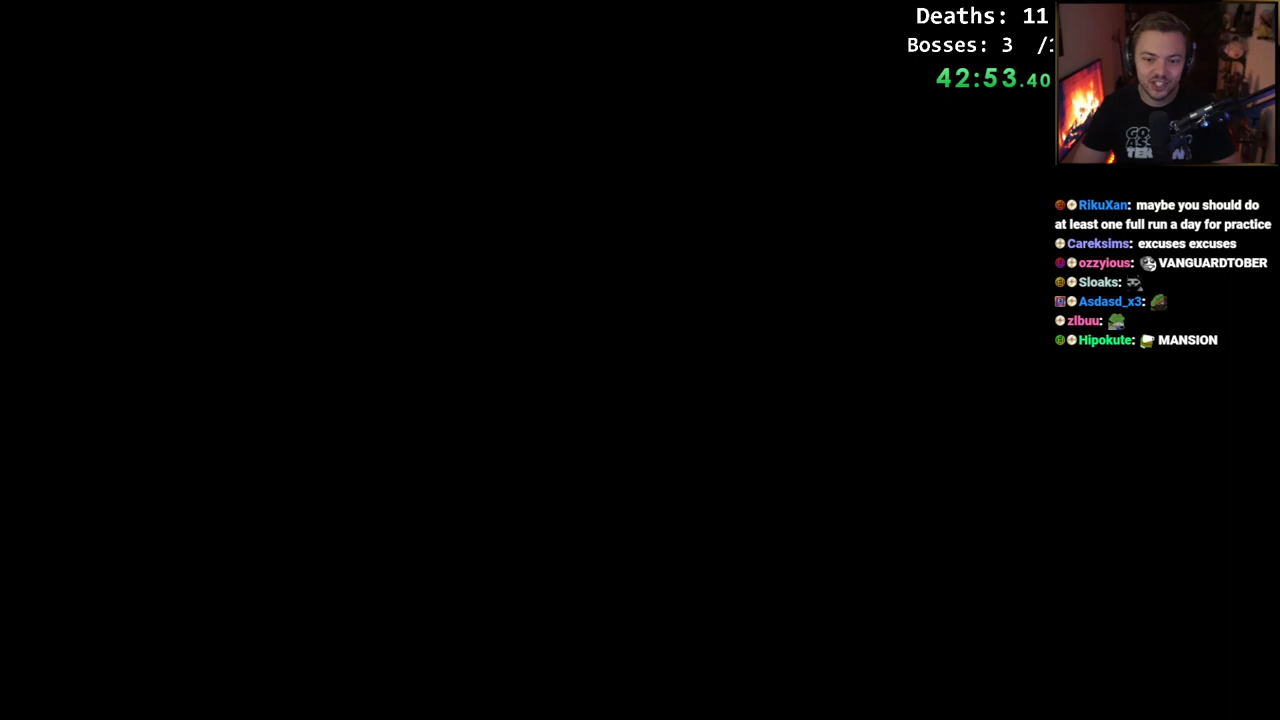 Deaths: 11
Bosses: 3 /
42:53.40
RikuXan: maybe you should do
at least one full run a day for practice
Careksims: excuses excuses
ozzyious: VANGUARDTOBER
Sloaks:
Asdasd_x3:
zlbuu:
Hipokute: MANSION